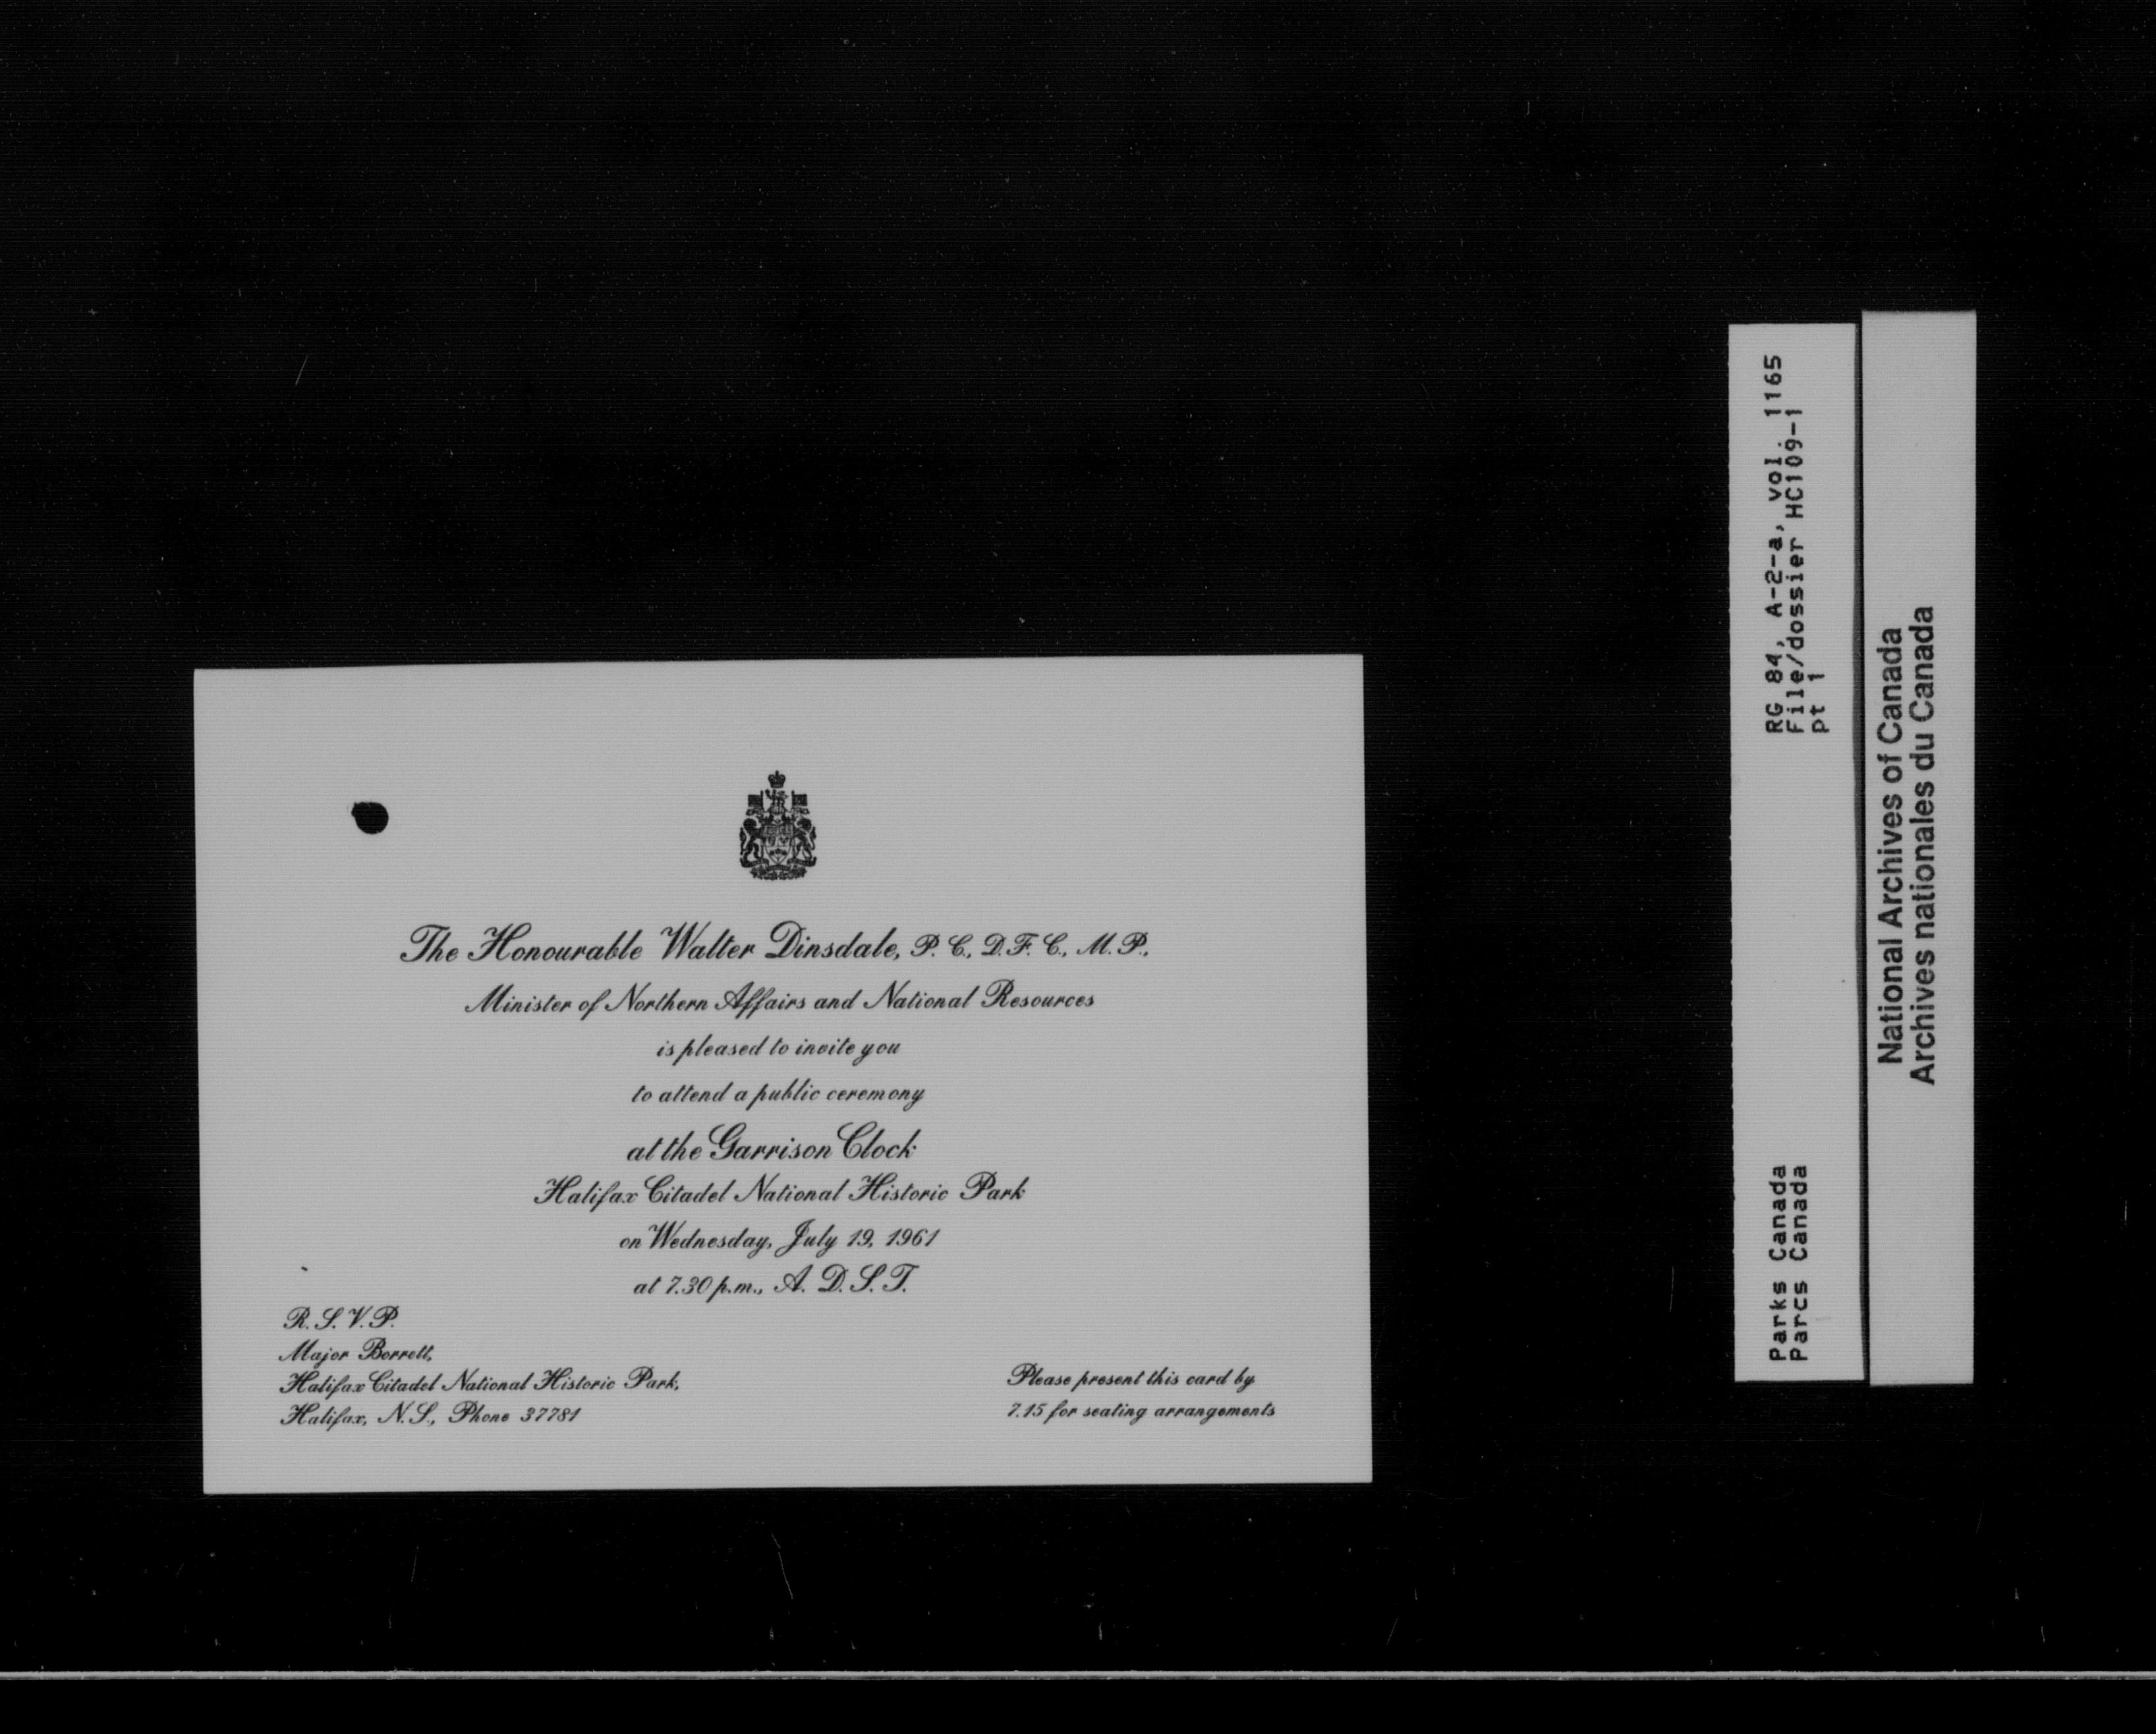 The Honourable Walter Dinsdale, P. C., D. F. C., M. P.,
Minister of Northern Affairs and National Resources
is pleased to invite you
to attend a public ceremony
at the Garrison Clock
Halifax Citadel National Historic Park
on Wednesday, July 19, 1961
at 7.30 p.m., A. D. S. T.
R. S. V. P.
Major Borrett,
Halifax Citadel National Historic Park,
Halifax, N. S., Phone 37781
Please present this card by
7.15 for seating arrangements
RG 84, A-2-a, vol. 1165
File/dossier HC109-1
pt 1
Parks Canada
Parcs Canada
National Archives of Canada
Archives nationales du Canada